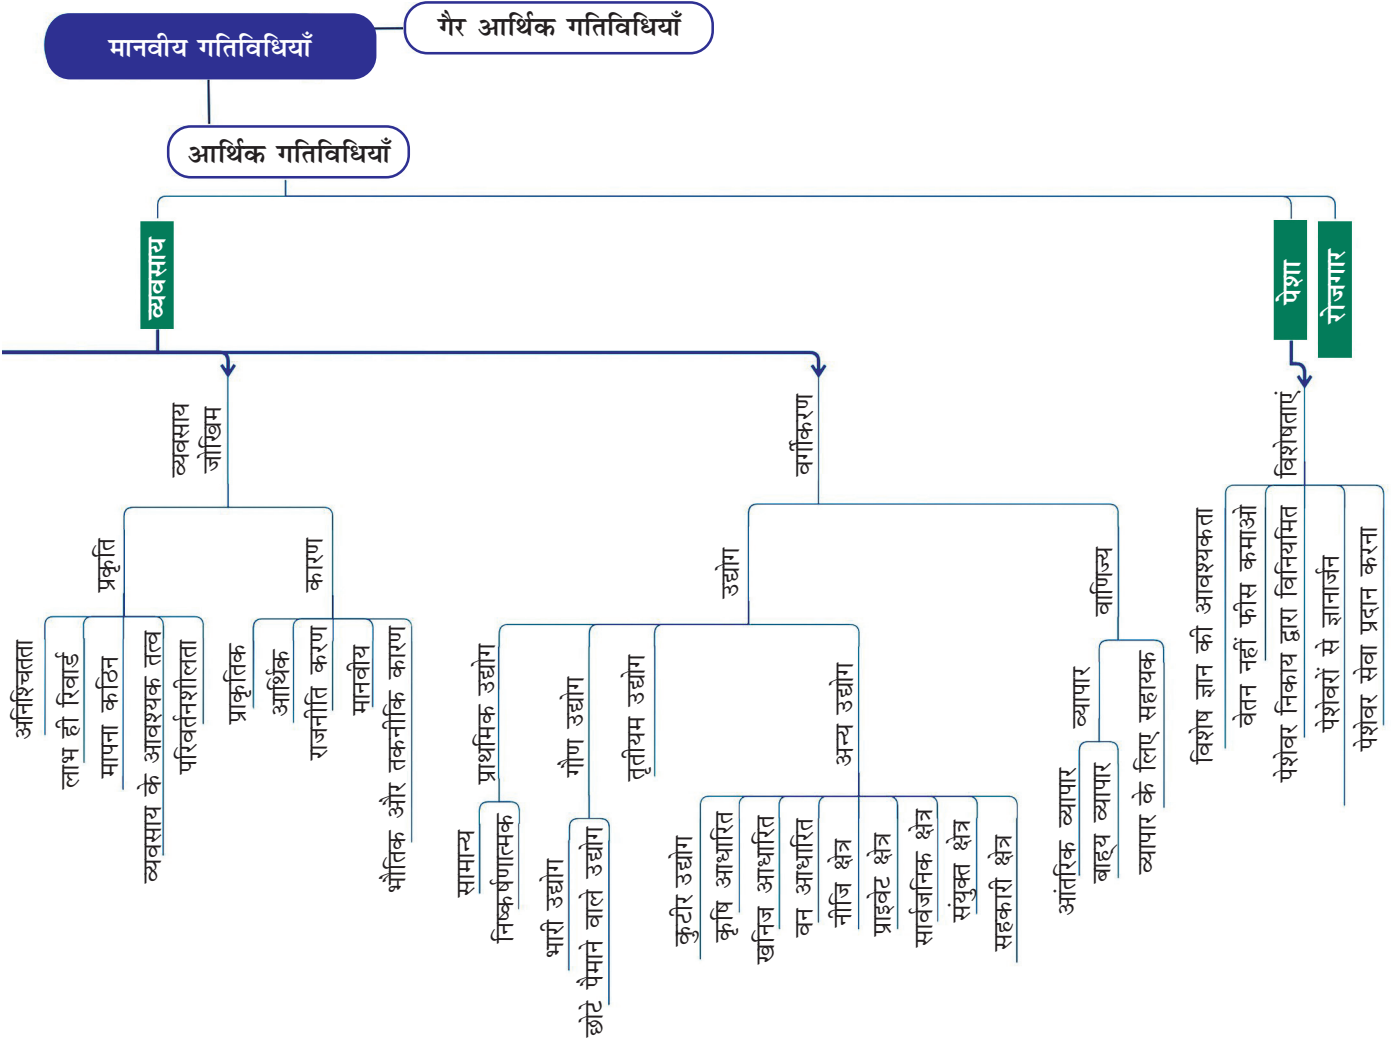 मानवीय गतिविधियाँ
गैर आर्थिक गतिविधियाँ
आर्थिक गतिविधियाँ
व्यवसाय
पेशा
रोजगार
व्यवसाय
जोखिम
वर्गीकरण
विशेषताएं
प्रकृति
कारण
उद्योग
वाणिज्य
अनिश्चितता
लाभ ही रिवार्ड
मापना कठिन
व्यवसाय के आवश्यक तत्व
परिवर्तनशीलता
प्राकृतिक
आर्थिक
राजनीति करण
मानवीय
भौतिक और तकनीकि कारण
प्राथमिक उद्योग
गौण उद्योग
तृतीयम उद्योग
अन्य उद्योग
व्यापार
व्यापार के लिए सहायक
सामान्य
निष्कर्षणात्मक
भारी उद्योग
छोटे पैमाने वाले उद्योग
कुटीर उद्योग
कृषि आधारित
खनिज आधारित
वन आधारित
नीजि क्षेत्र
प्राइवेट क्षेत्र
सार्वजनिक क्षेत्र
संयुक्त क्षेत्र
सहकारी क्षेत्र
आंतरिक व्यापार
बाह्य व्यापार
विशेष ज्ञान की आवश्यकता
वेतन नहीं फीस कमाओ
पेशेवर निकाय द्वारा विनियमित
पेशेवरों से ज्ञानार्जन
पेशेवर सेवा प्रदान करना